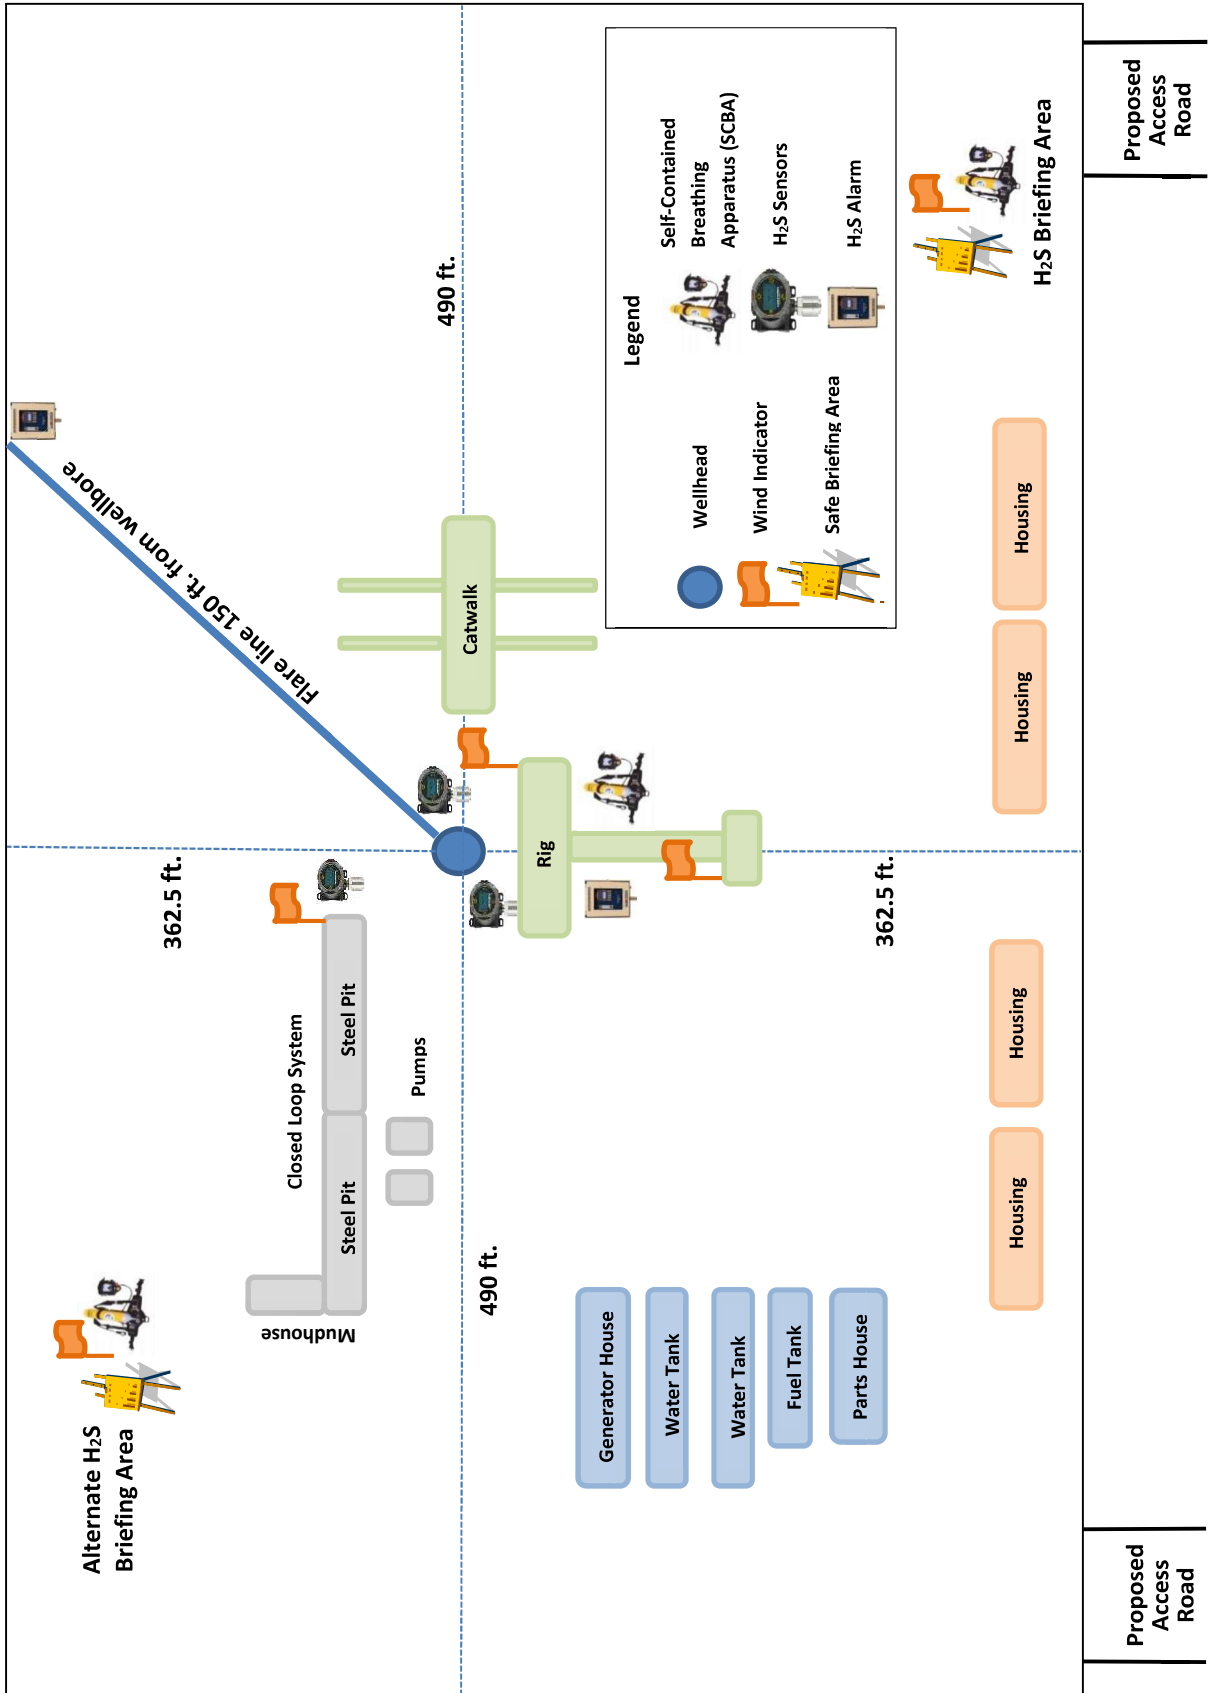 Alternate H₂S
Briefing Area
362.5 ft.
Flare line 150 ft. from wellbore
Closed Loop System
Mudhouse
Steel Pit
Steel Pit
Pumps
490 ft.
Catwalk
490 ft.
Rig
Generator House
Water Tank
Water Tank
Fuel Tank
Parts House
362.5 ft.
Legend
Wellhead
Wind Indicator
Safe Briefing Area
Self-Contained
Breathing
Apparatus (SCBA)
H₂S Sensors
H₂S Alarm
H₂S Briefing Area
Housing
Housing
Housing
Housing
Proposed
Access
Road
Proposed
Access
Road